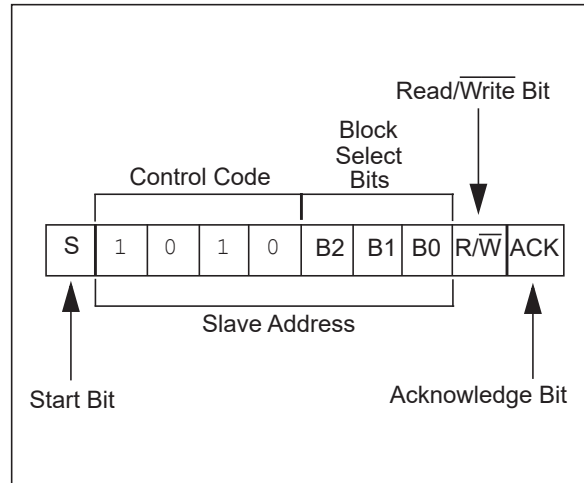 Read/Write Bit
Block
Select
Bits
Control Code
S 1 0 1 0 B2 B1 B0 R/W ACK
Slave Address
Start Bit
Acknowledge Bit